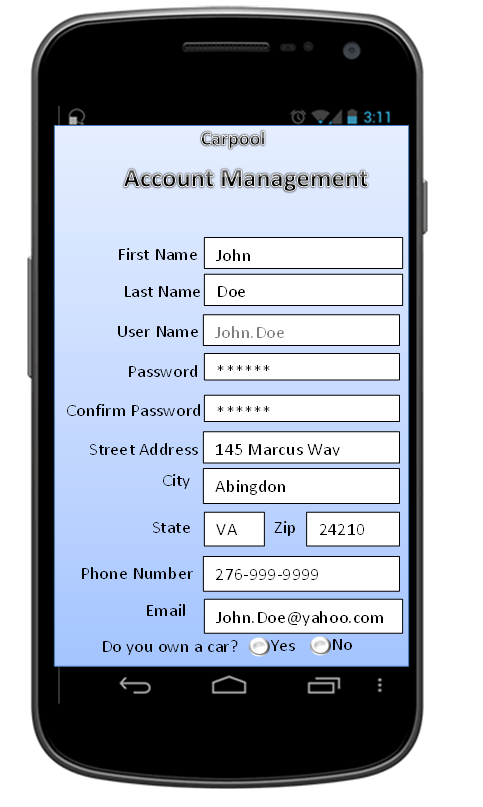 3:11
Carpool
Account Management
First Name John
Last Name Doe
User Name John.Doe
Password ******
Confirm Password ******
Street Address 145 Marcus Way
City Abingdon
State VA Zip 24210
Phone Number 276-999-9999
Email John.Doe@yahoo.com
Do you own a car? Yes No